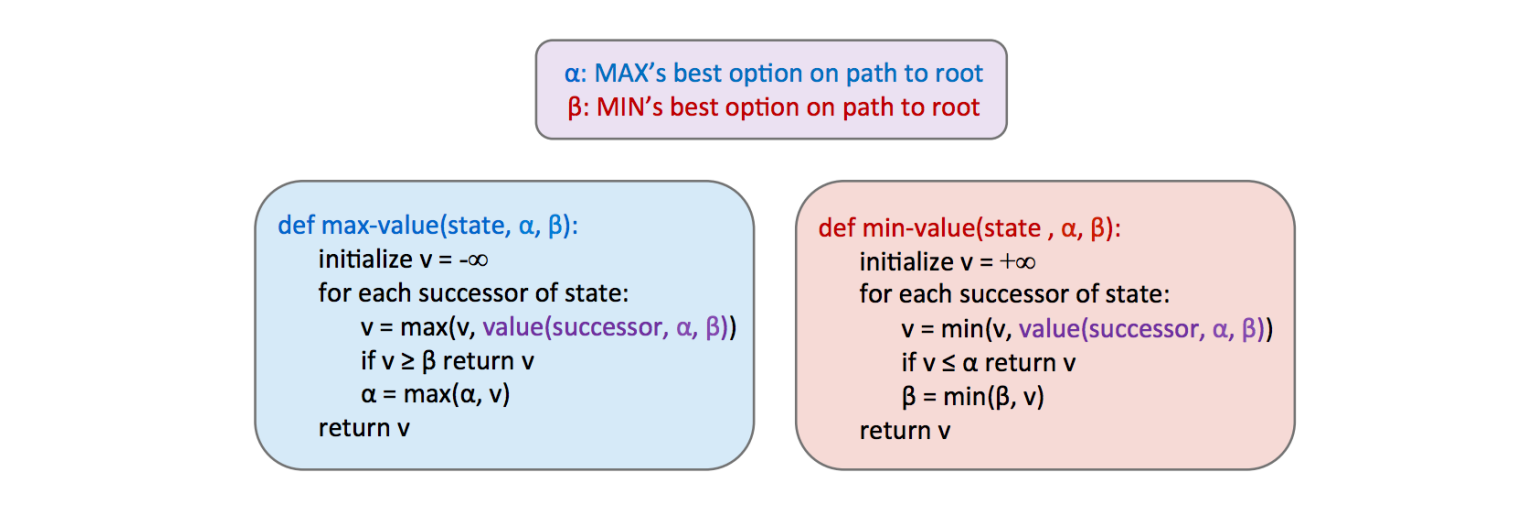 α: MAX’s best option on path to root
β: MIN’s best option on path to root
def max-value(state, α, β):
initialize v = -∞
for each successor of state:
v = max(v, value(successor, α, β))
if v ≥ β return v
α = max(α, v)
return v
def min-value(state , α, β):
initialize v = +∞
for each successor of state:
v = min(v, value(successor, α, β))
if v ≤ α return v
β = min(β, v)
return v